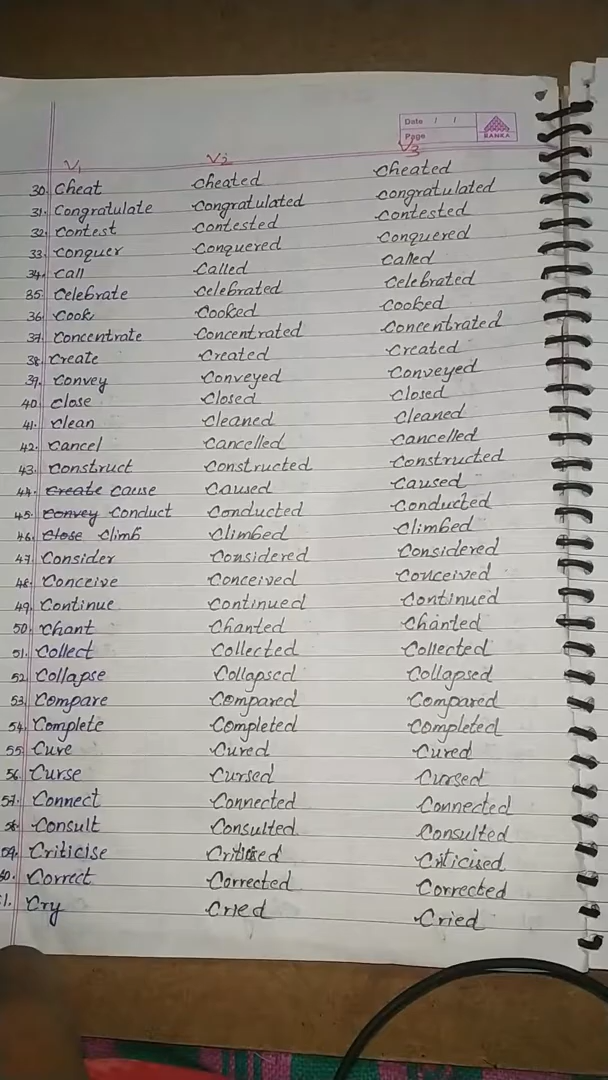 Date / /
Page
RANKA
V1 V2 V3
30. Cheat cheated cheated
31. Congratulate Congratulated congratulated
32. Contest contested contested
33. conquer Conquered Conquered
34. call Called called
35. Celebrate celebrated celebrated
36. Cook Cooked cooked
37. Concentrate Concentrated Concentrated
38. Create Created Created
39. Convey Conveyed Conveyed
40. Close Closed Closed
41. clean Cleaned Cleaned
42. Cancel Cancelled Cancelled
43. Construct Constructed Constructed
44. Create cause Caused Caused
45. Convey conduct Conducted Conducted
46. Close climb Climbed Climbed
47. Consider Considered Considered
48. Conceive Conceived Conceived
49. Continue Continued Continued
50. Chant Chanted Chanted
51. Collect Collected Collected
52. Collapse Collapsed Collapsed
53. Compare Compared Compared
54. Complete Completed Completed
55. Cure Cured Cured
56. Curse Cursed Cursed
57. Connect Connected Connected
58. Consult Consulted Consulted
59. Criticise Criticised
60. Correct Corrected Corrected
1. Cry Cried Cried